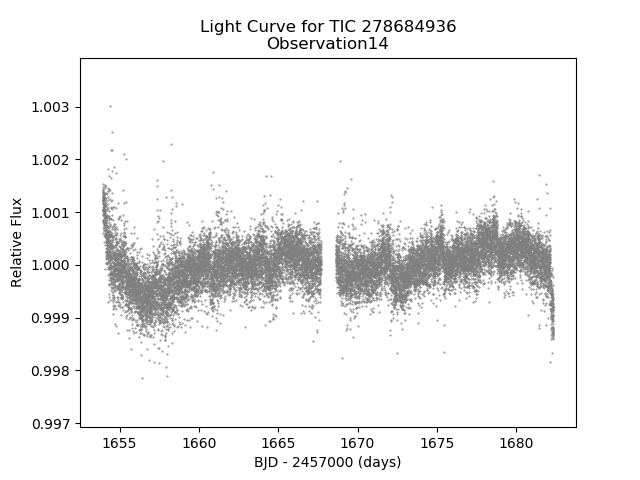 Light Curve for TIC 278684936
Observation14
1.003
1.002
1.001
1.000
0.999
0.998
0.997
Relative Flux
1655 1660 1665 1670 1675 1680
BJD - 2457000 (days)